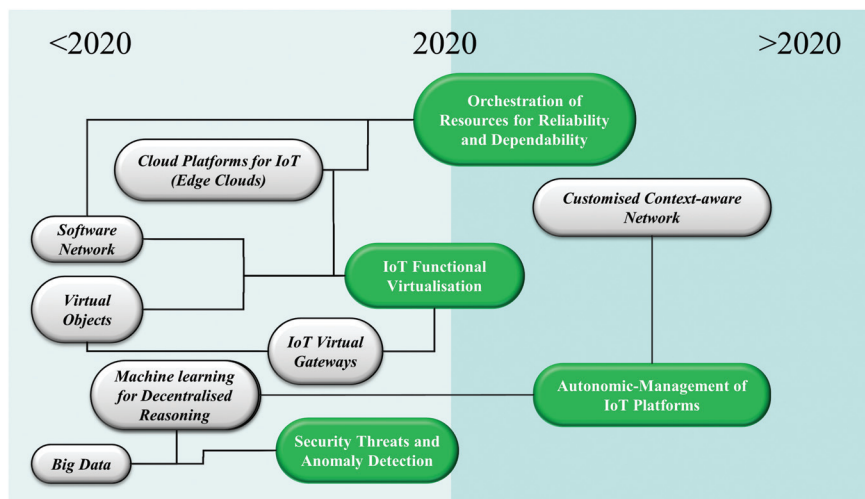 <2020
2020
>2020
Orchestration of
Resources for Reliability
and Dependability
Cloud Platforms for IoT
(Edge Clouds)
Customised Context-aware
Network
Software
Network
IoT Functional
Virtualisation
Virtual
Objects
IoT Virtual
Gateways
Machine learning
for Decentralised
Reasoning
Autonomic-Management of
IoT Platforms
Security Threats and
Anomaly Detection
Big Data